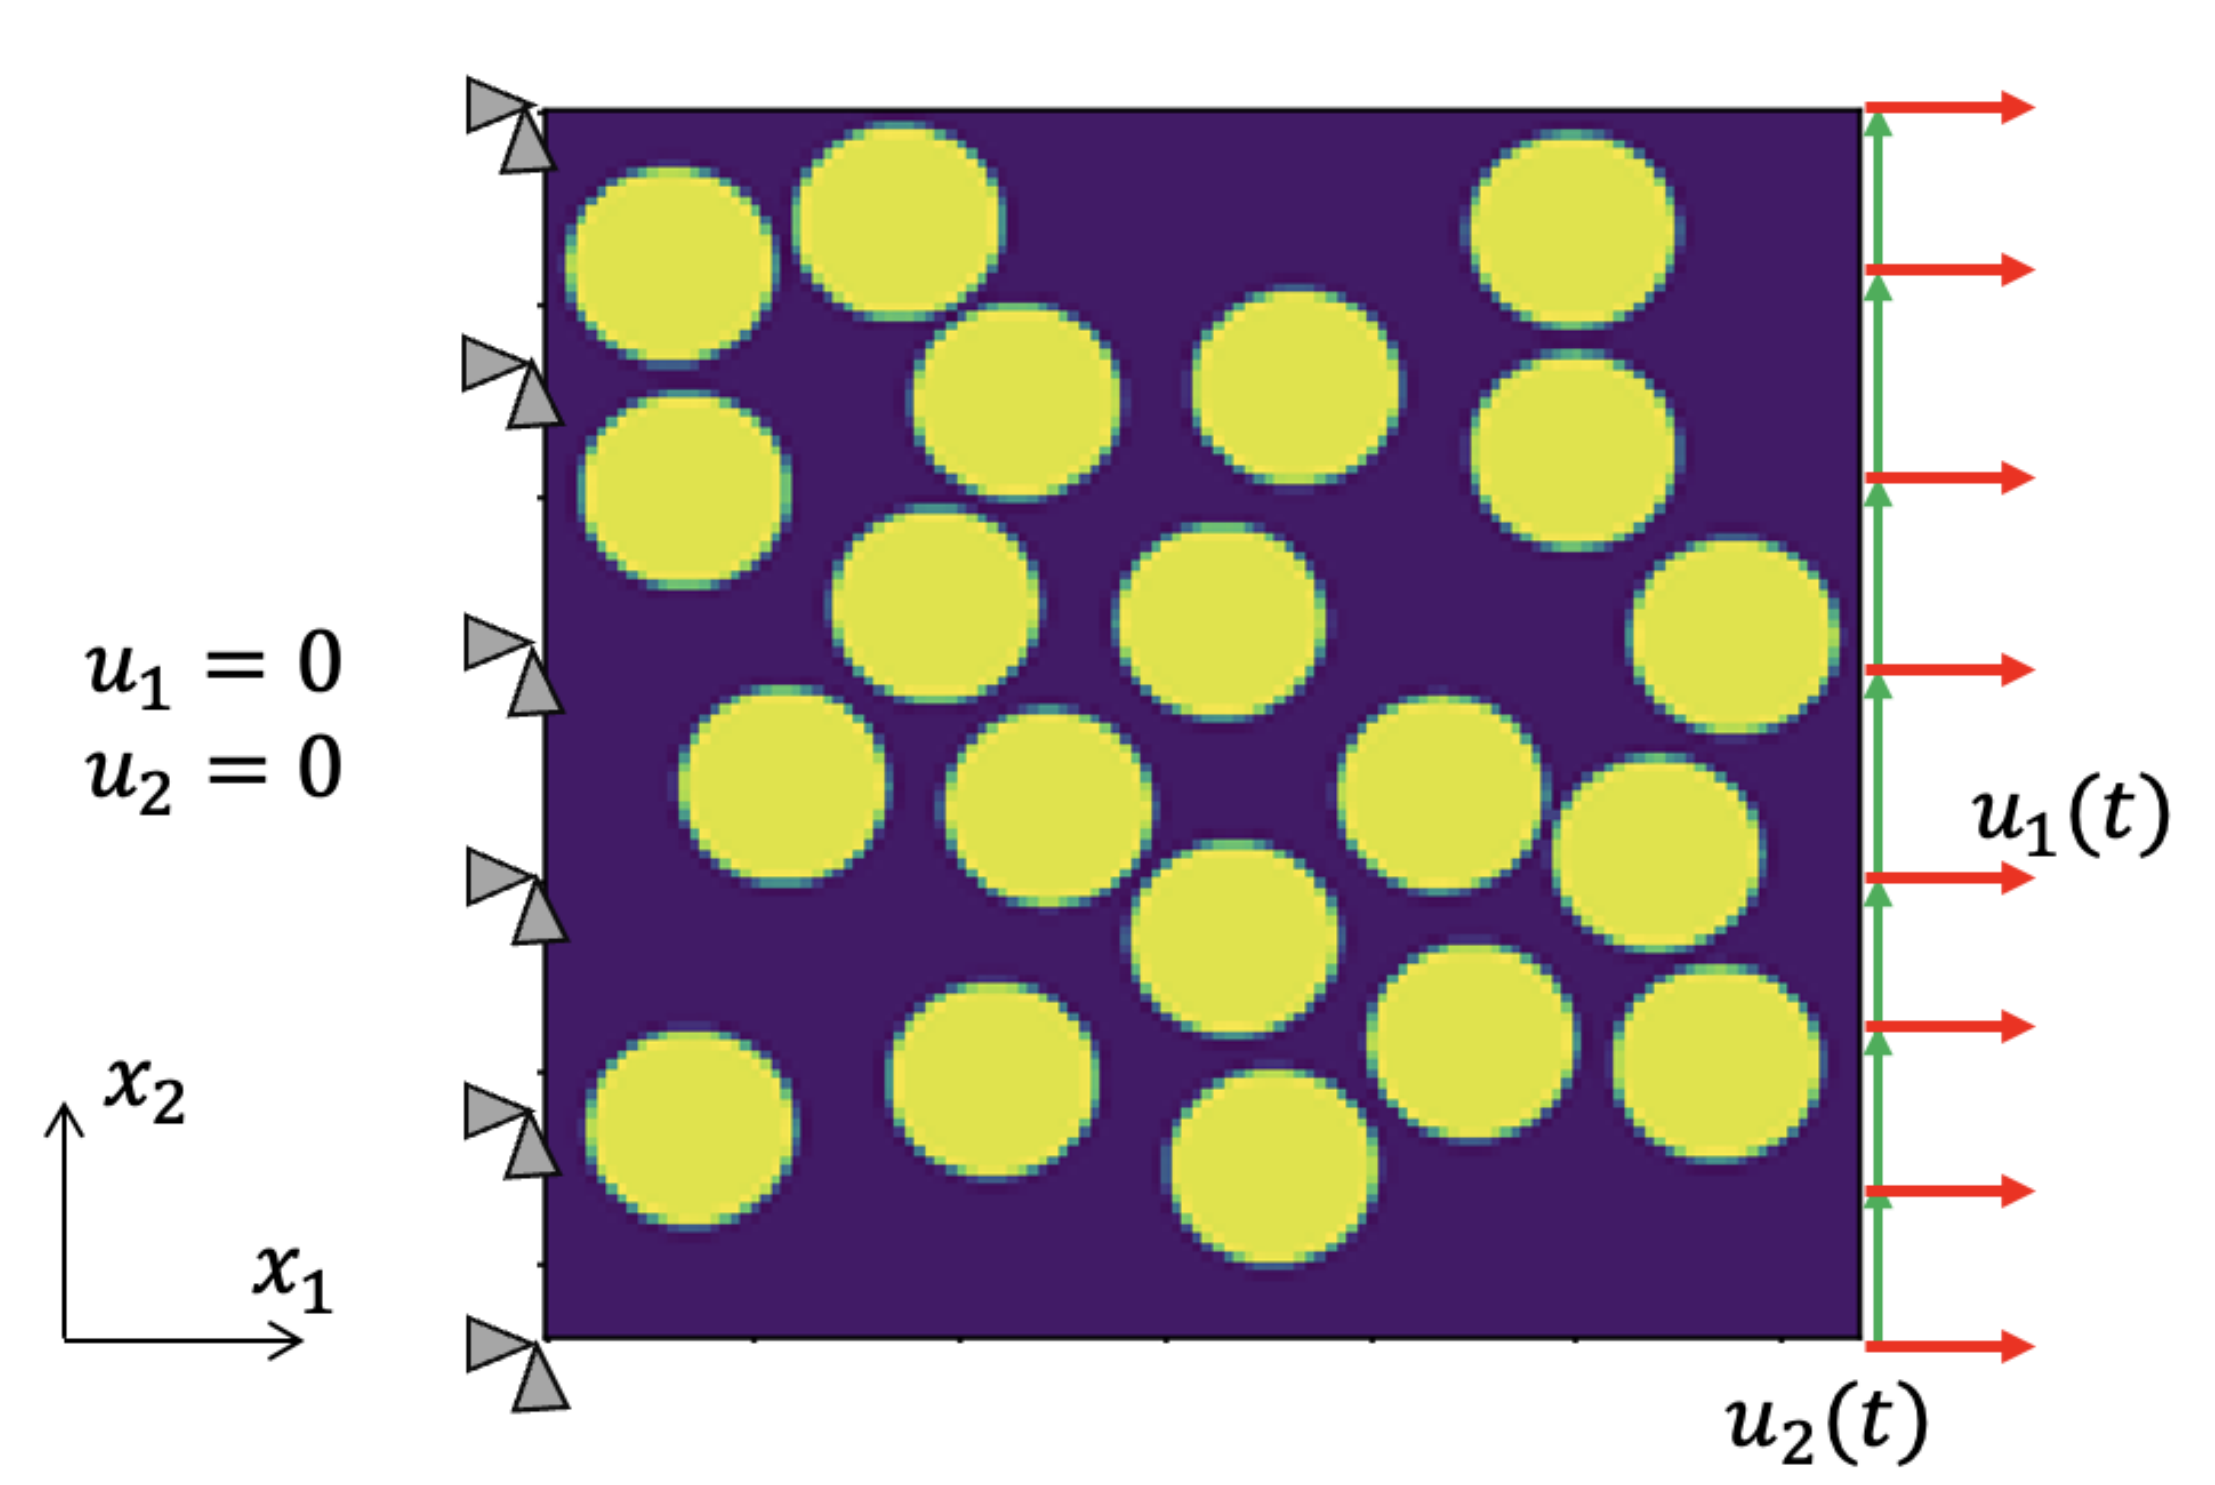 u₁ = 0
u₂ = 0
u₁(t)
x₂
x₁
u₂(t)